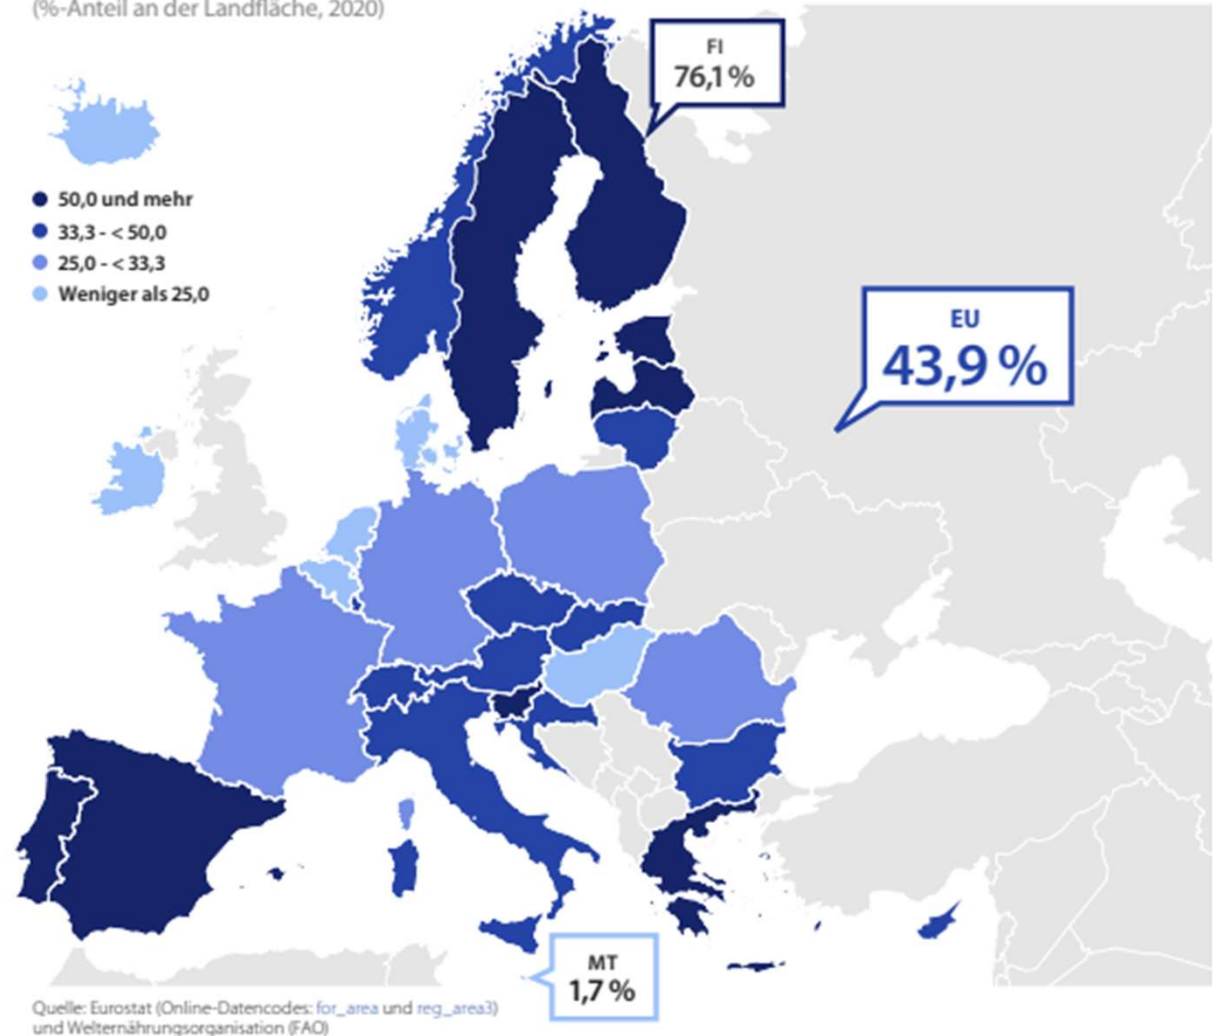 (%-Anteil an der Landfläche, 2020)
FI
76,1 %
50,0 und mehr
33,3 - < 50,0
25,0 - < 33,3
Weniger als 25,0
EU
43,9 %
MT
1,7 %
Quelle: Eurostat (Online-Datencodes: for_area und reg_area3)
und Welternährungsorganisation (FAO)